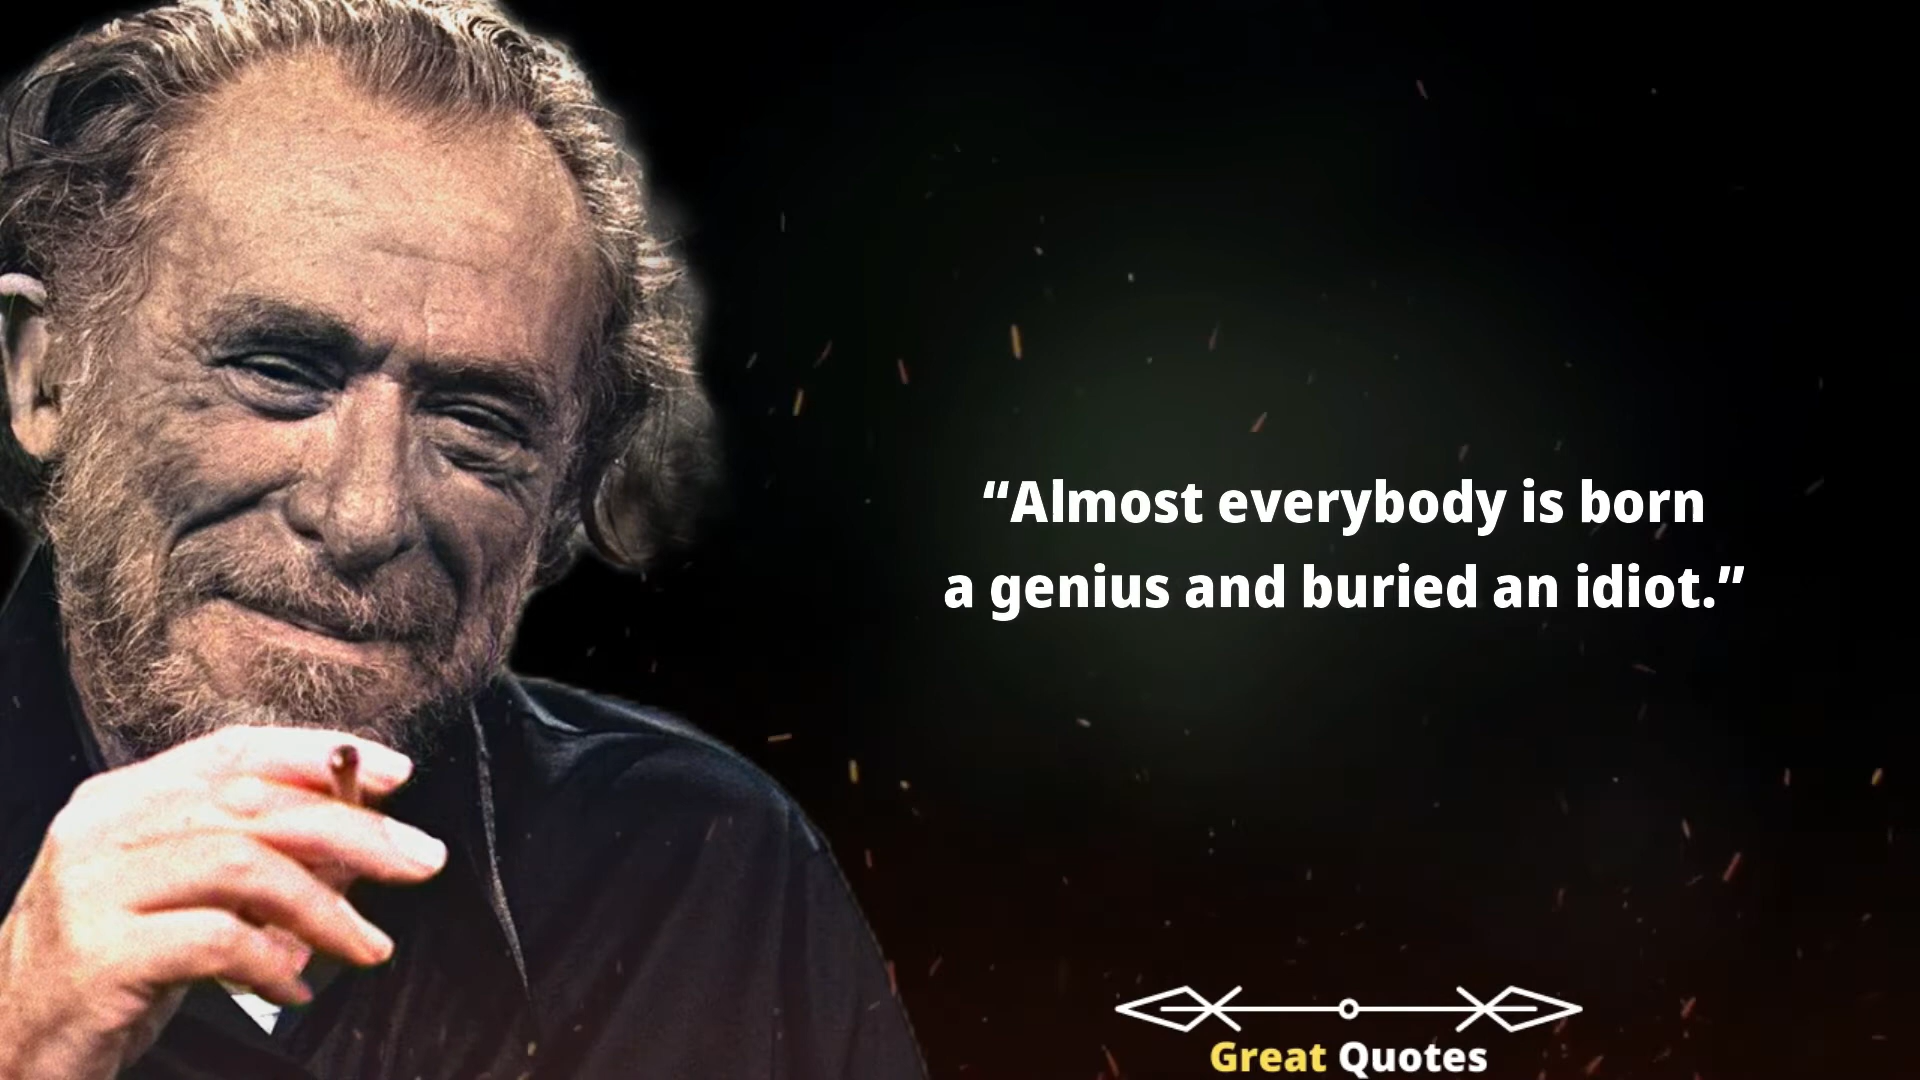 “Almost everybody is born
a genius and buried an idiot.”
Great Quotes